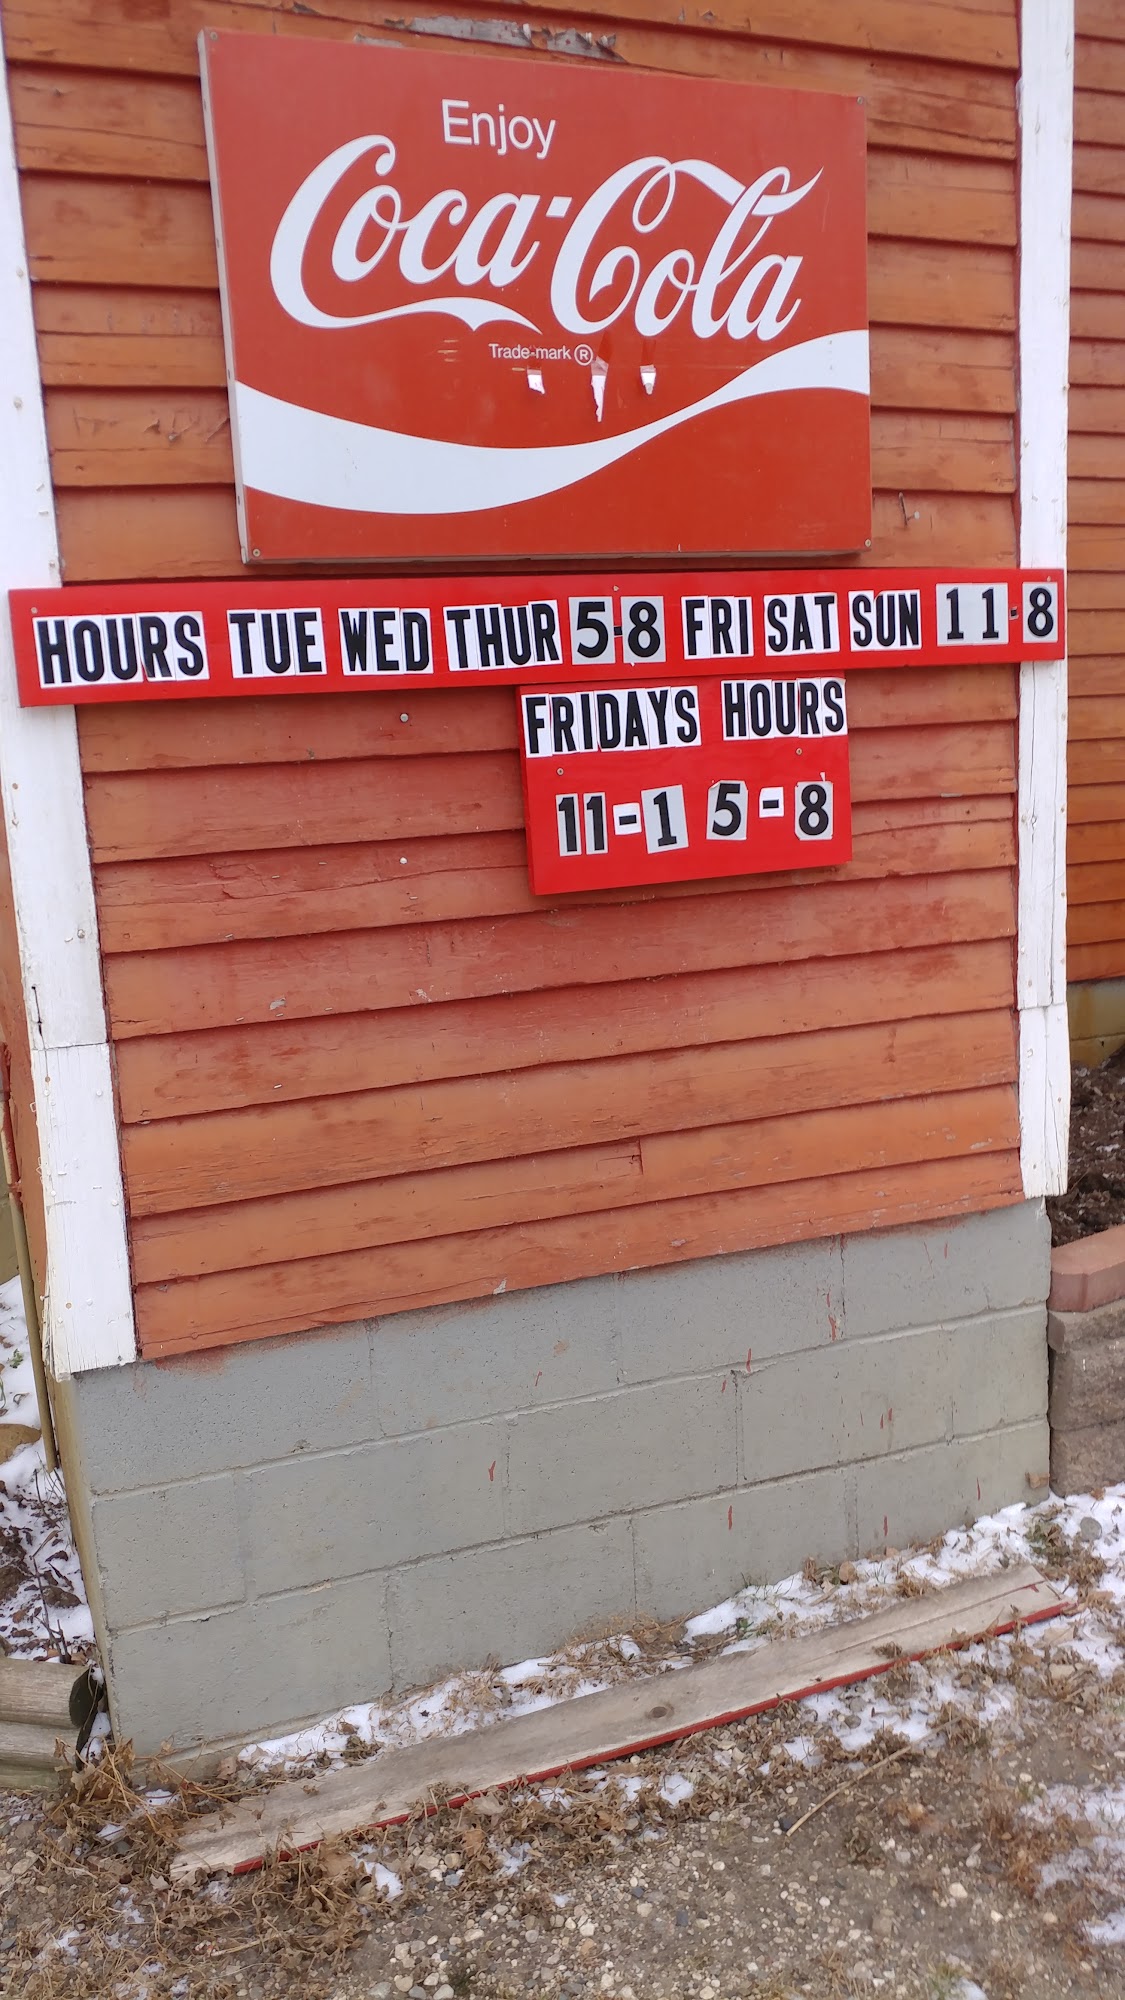 Enjoy
Coca-Cola
Trade-mark ®
HOURS TUE WED THUR 5-8 FRI SAT SUN 11-8
FRIDAYS HOURS
11-1 5-8